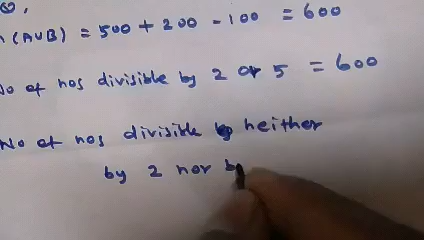 n(AUB) = 500 + 200 - 100 = 600
No of nos divisible by 2 or 5 = 600
No of nos divisible neither
by 2 nor b